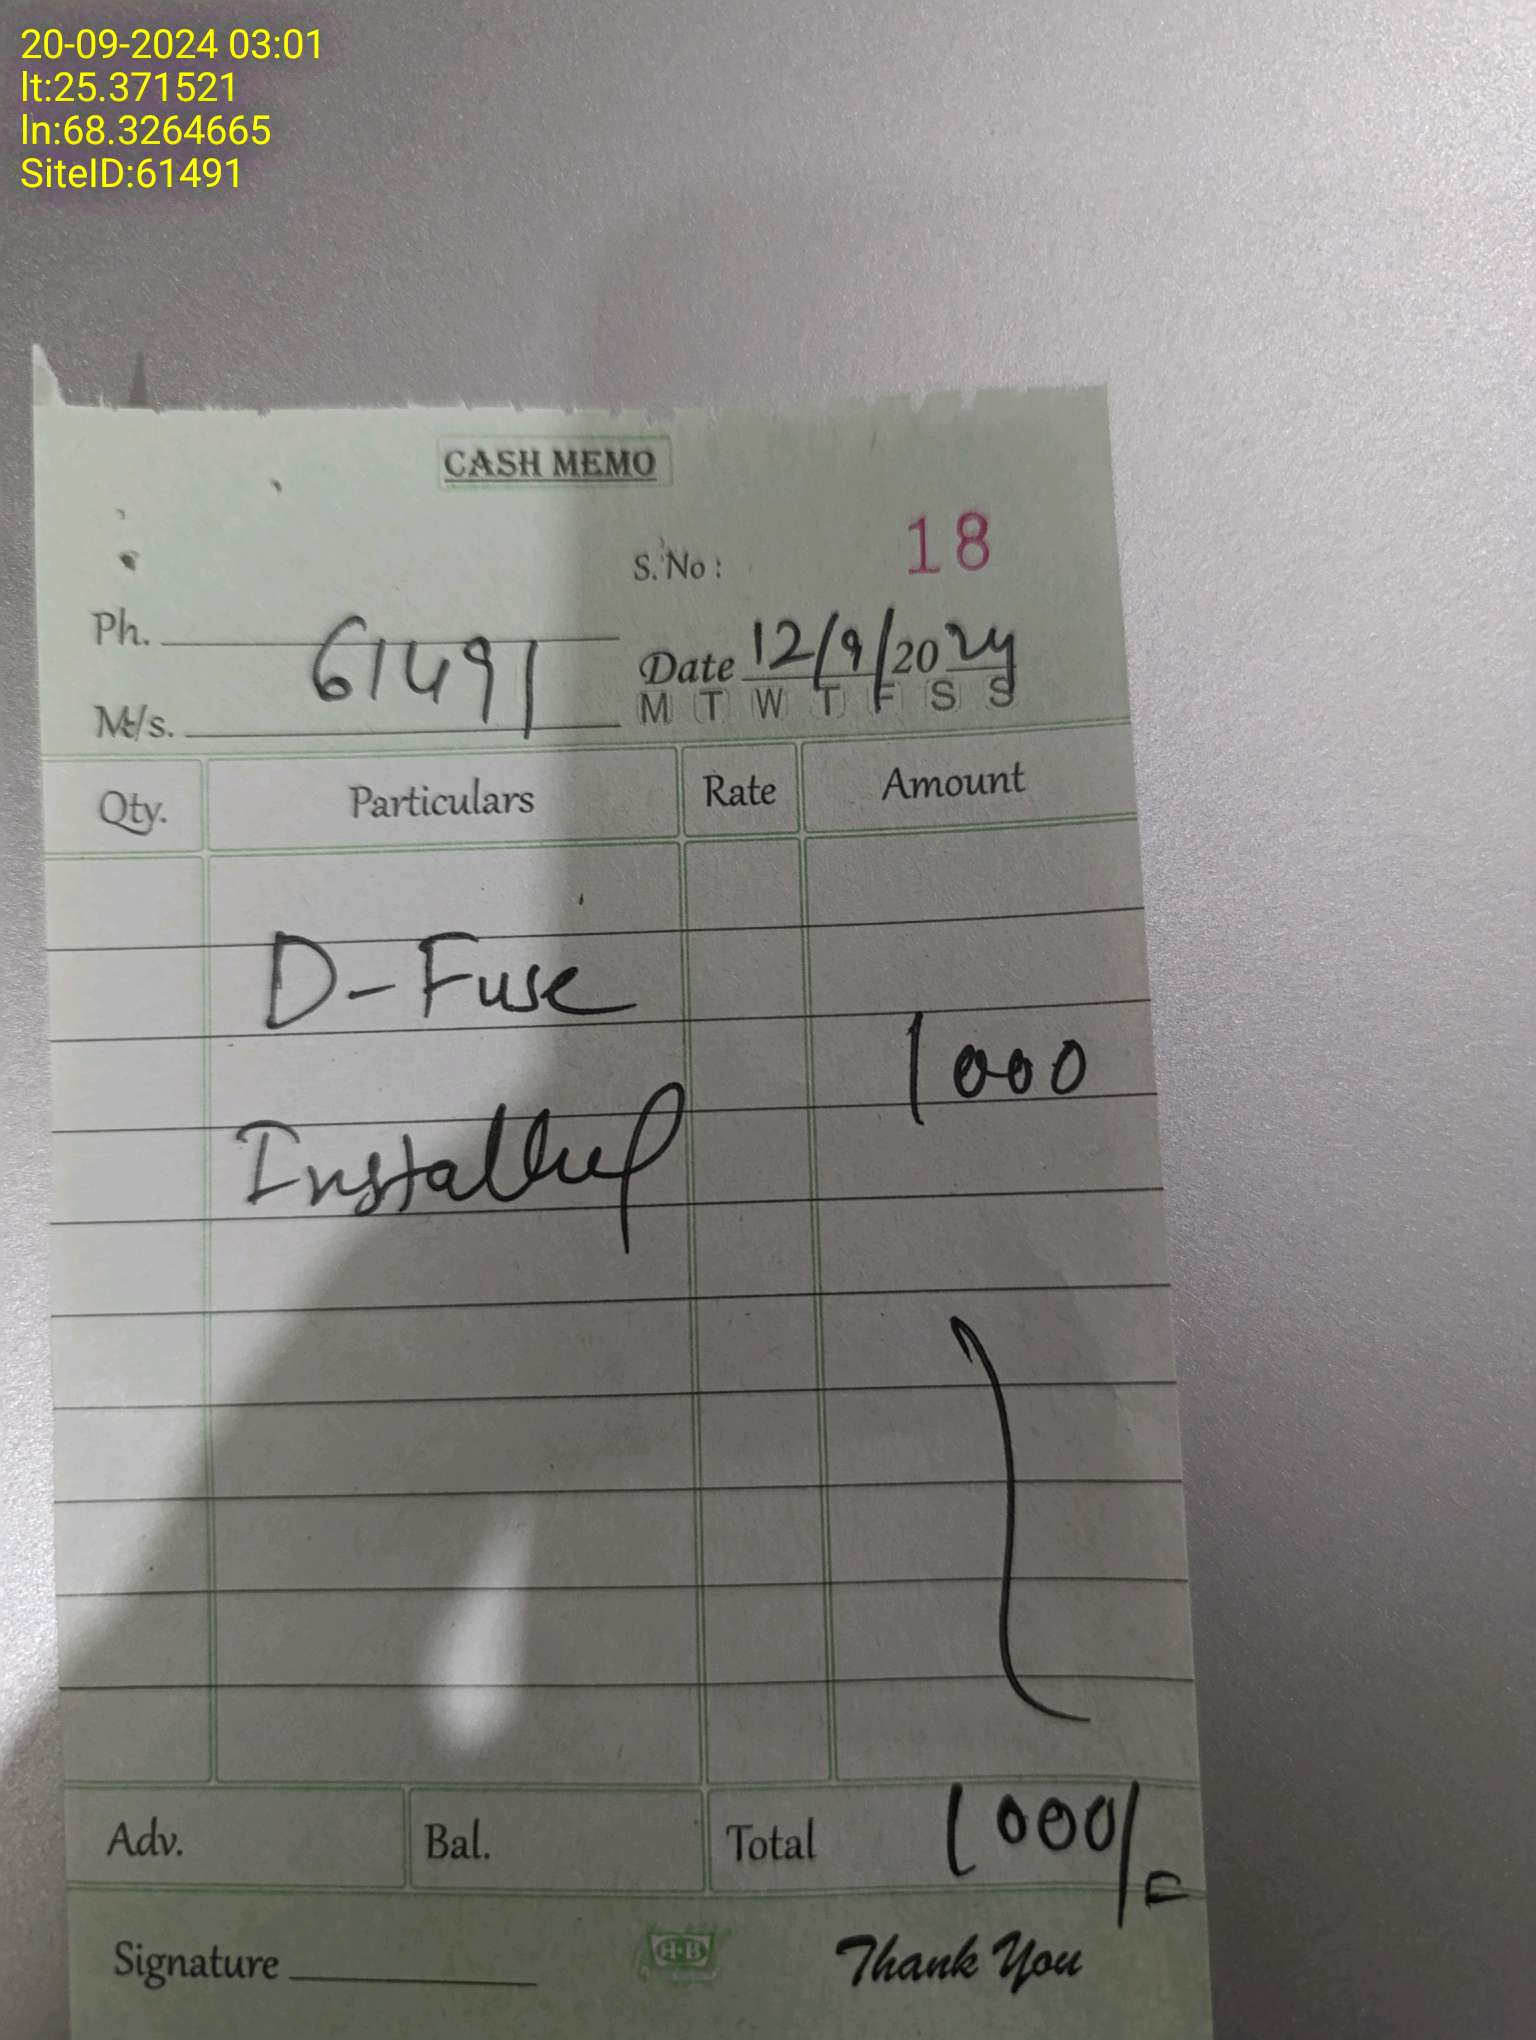 20-09-2024 03:01
lt:25.371521
ln:68.3264665
SiteID:61491
CASH MEMO
S.No : 18
Ph.
61491
Date 12/9/2024
M/s.
M T W T F S S
Qty. Particulars Rate Amount
D-Fuse
1000
Installed
Adv. Bal. Total 1000/=
Signature H·B Thank You